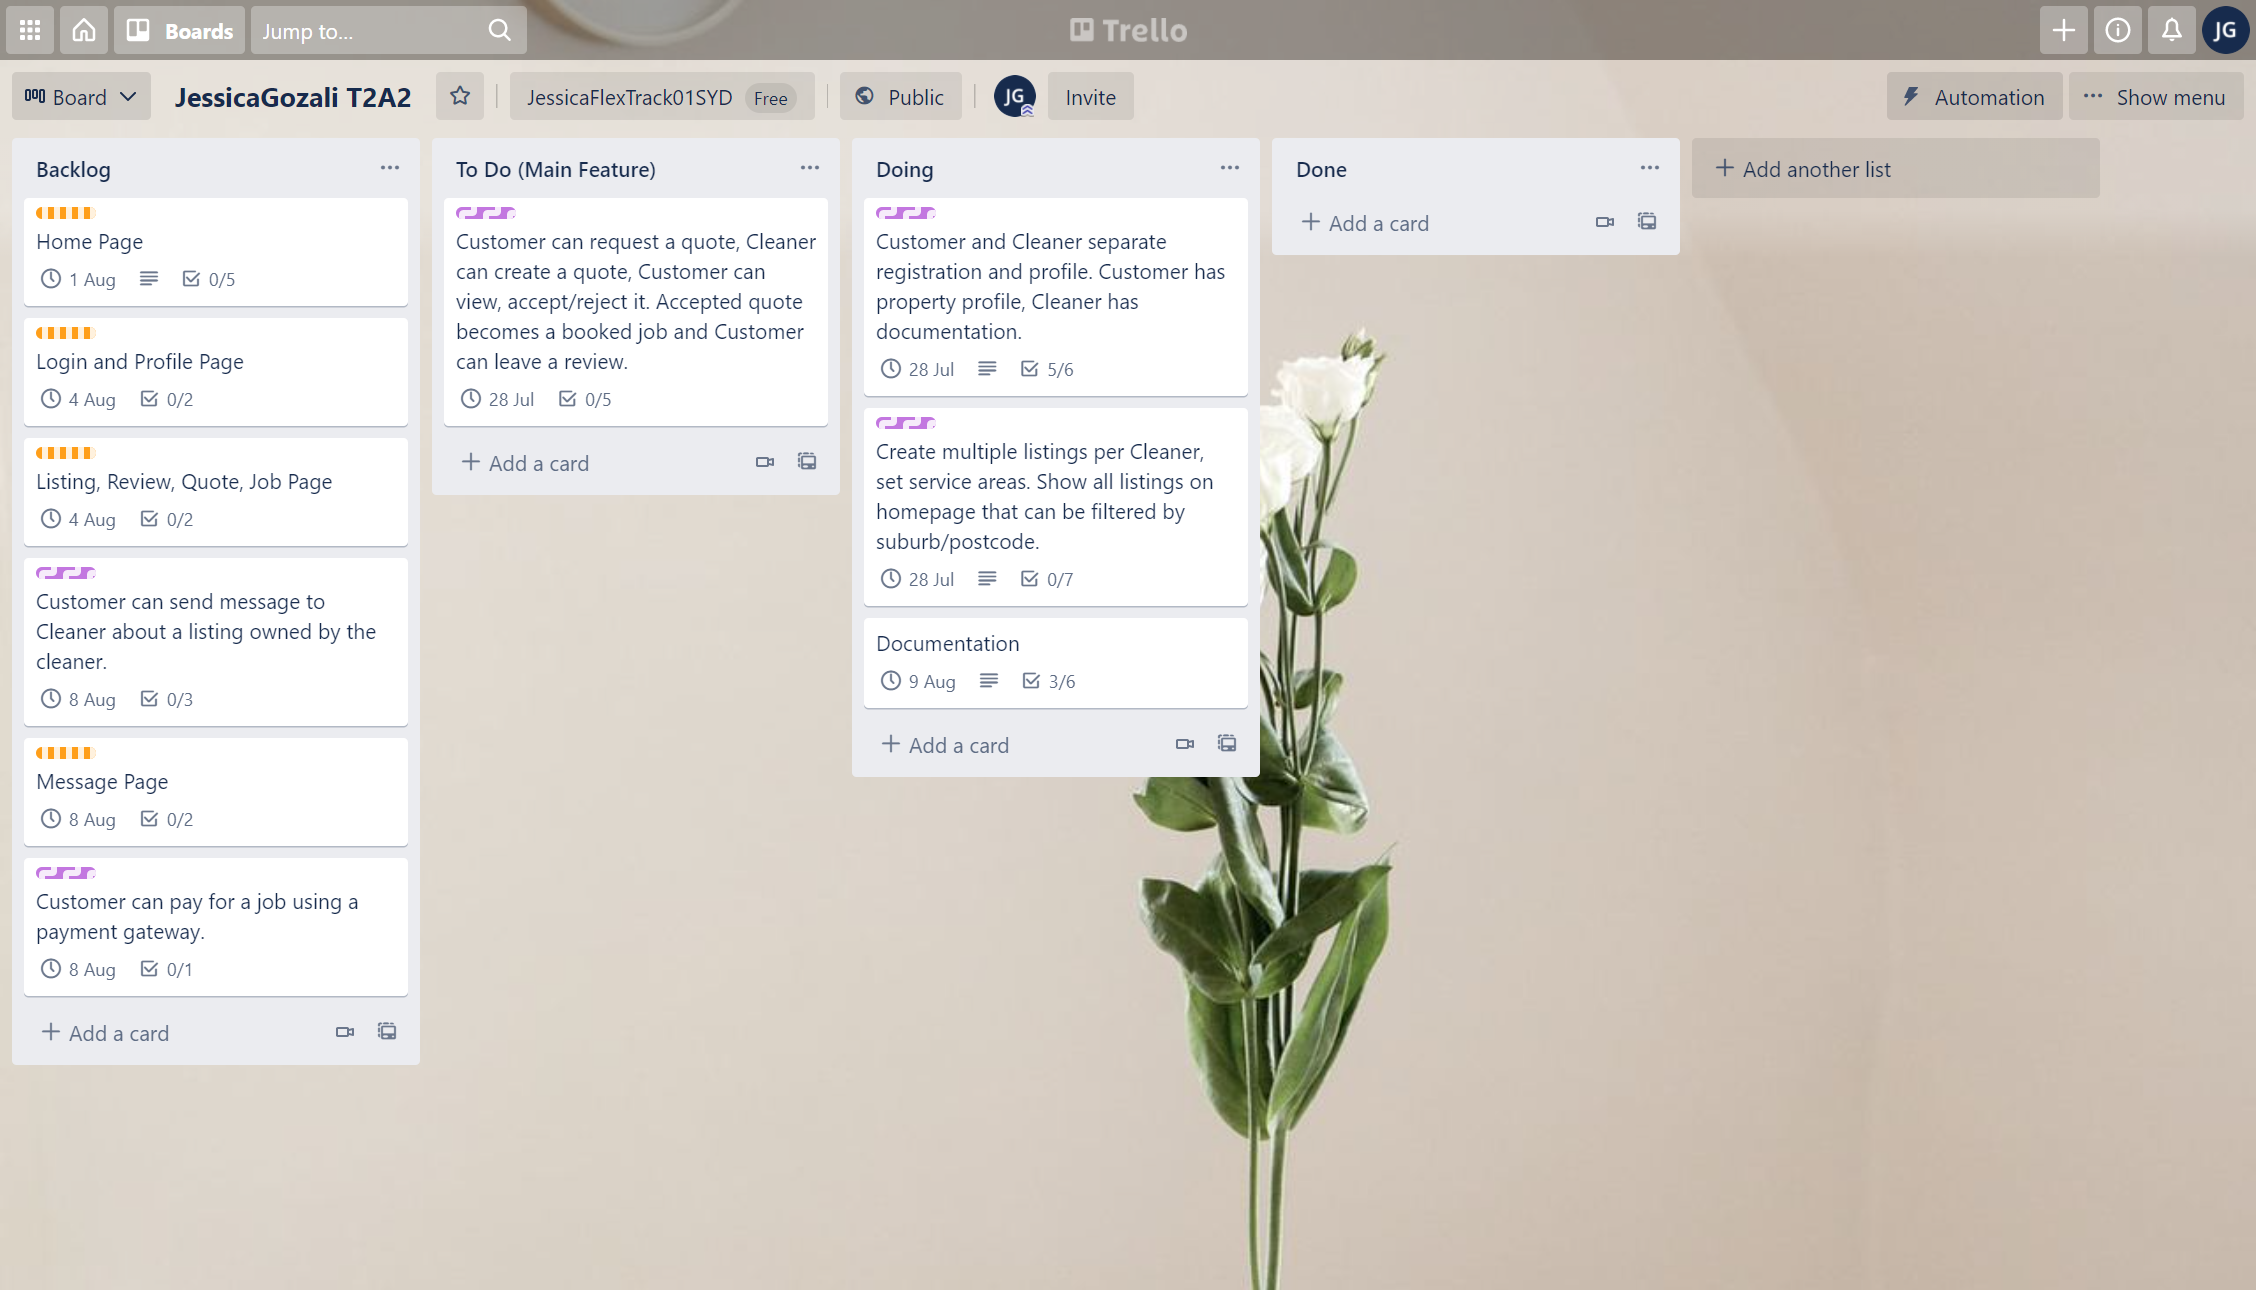 Boards
Jump to...
Trello
JG
Board
JessicaGozali T2A2
JessicaFlexTrack01SYD Free
Public
JG
Invite
Automation
Show menu
Backlog
Home Page
1 Aug 0/5
Login and Profile Page
4 Aug 0/2
Listing, Review, Quote, Job Page
4 Aug 0/2
Customer can send message to
Cleaner about a listing owned by the
cleaner.
8 Aug 0/3
Message Page
8 Aug 0/2
Customer can pay for a job using a
payment gateway.
8 Aug 0/1
Add a card
To Do (Main Feature)
Customer can request a quote, Cleaner
can create a quote, Customer can
view, accept/reject it. Accepted quote
becomes a booked job and Customer
can leave a review.
28 Jul 0/5
Add a card
Doing
Customer and Cleaner separate
registration and profile. Customer has
property profile, Cleaner has
documentation.
28 Jul 5/6
Create multiple listings per Cleaner,
set service areas. Show all listings on
homepage that can be filtered by
suburb/postcode.
28 Jul 0/7
Documentation
9 Aug 3/6
Add a card
Done
Add a card
Add another list